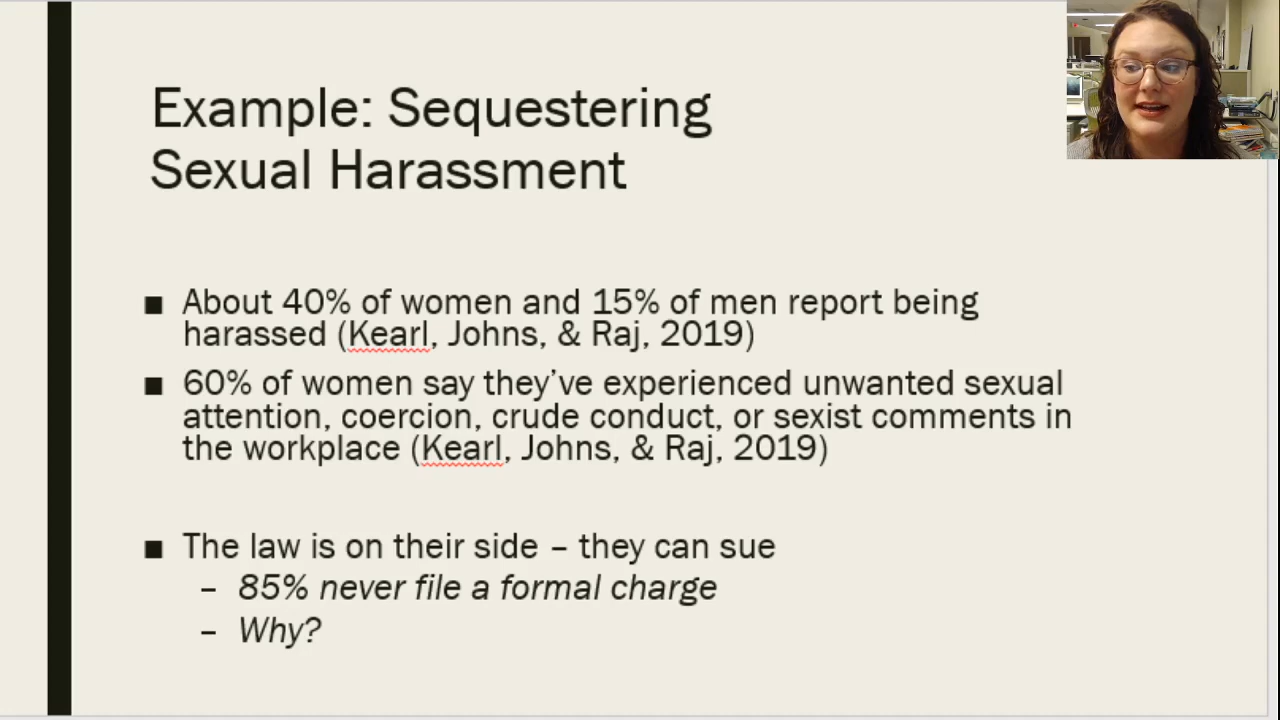 Example: Sequestering
Sexual Harassment
■ About 40% of women and 15% of men report being
harassed (Kearl, Johns, & Raj, 2019)
■ 60% of women say they’ve experienced unwanted sexual
attention, coercion, crude conduct, or sexist comments in
the workplace (Kearl, Johns, & Raj, 2019)
■ The law is on their side – they can sue
– 85% never file a formal charge
– Why?